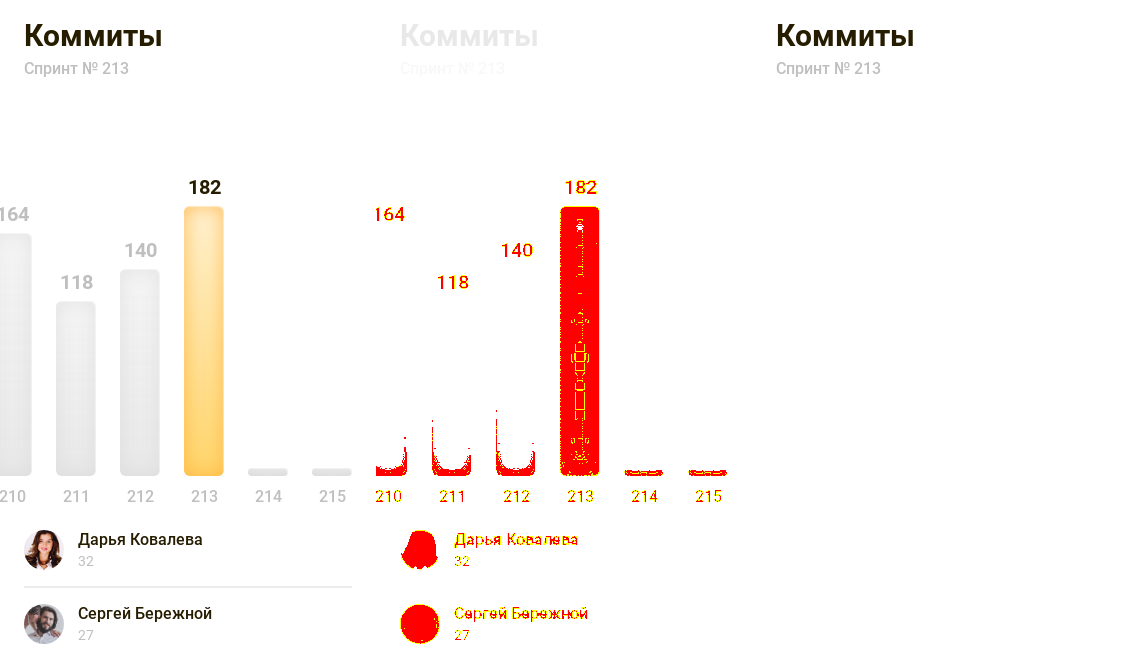 Коммиты
Спринт № 213
182
164
140
118
210 211 212 213 214 215
Дарья Ковалева
32
Сергей Бережной
27
Коммиты
Спринт № 213
182
164
140
118
210 211 212 213 214 215
Дарья Ковалева
32
Сергей Бережной
27
Коммиты
Спринт № 213